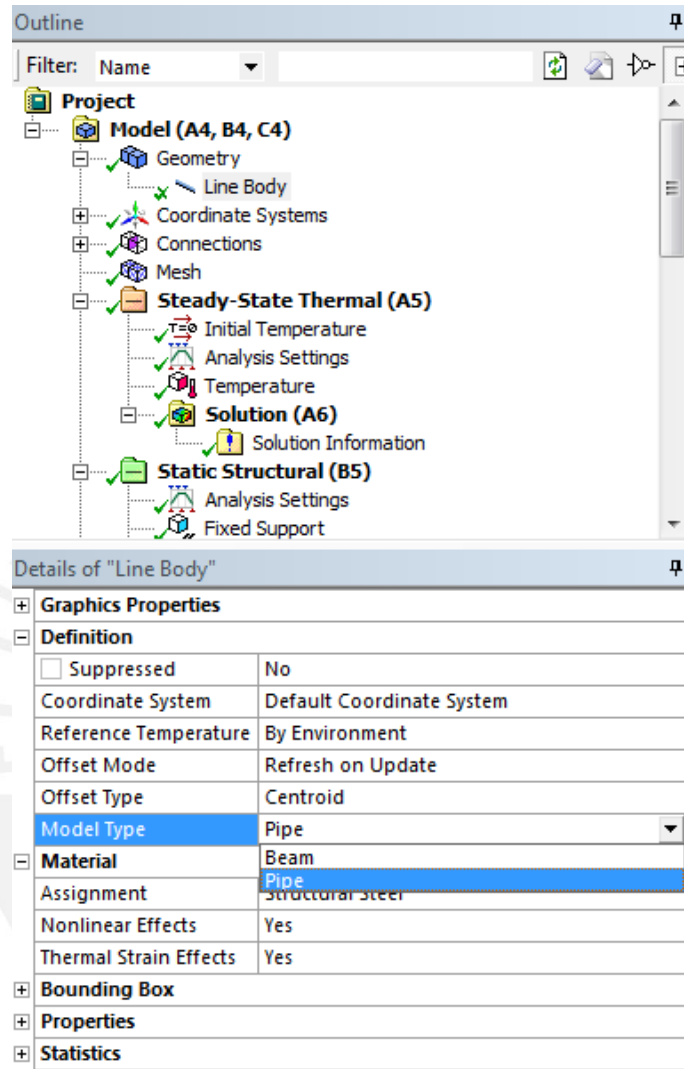 Outline
Filter: Name
Project
Model (A4, B4, C4)
Geometry
Line Body
Coordinate Systems
Connections
Mesh
Steady-State Thermal (A5)
T=0 Initial Temperature
Analysis Settings
Temperature
Solution (A6)
Solution Information
Static Structural (B5)
Analysis Settings
Fixed Support
Details of "Line Body"
Graphics Properties
Definition
Suppressed No
Coordinate System Default Coordinate System
Reference Temperature By Environment
Offset Mode Refresh on Update
Offset Type Centroid
Model Type Pipe
Beam
Material
Pipe
Assignment Structural Steel
Nonlinear Effects Yes
Thermal Strain Effects Yes
Bounding Box
Properties
Statistics